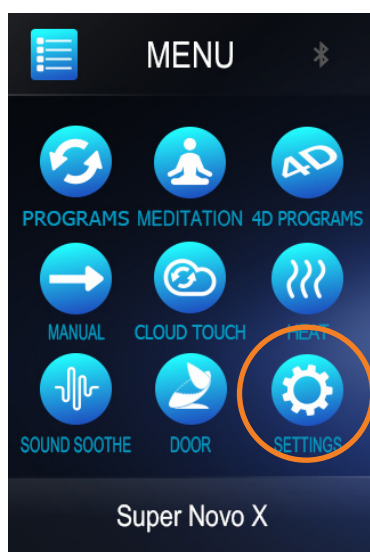 MENU
PROGRAMS MEDITATION 4D PROGRAMS
MANUAL CLOUD TOUCH HEAT
SOUND SOOTHE DOOR SETTINGS
Super Novo X